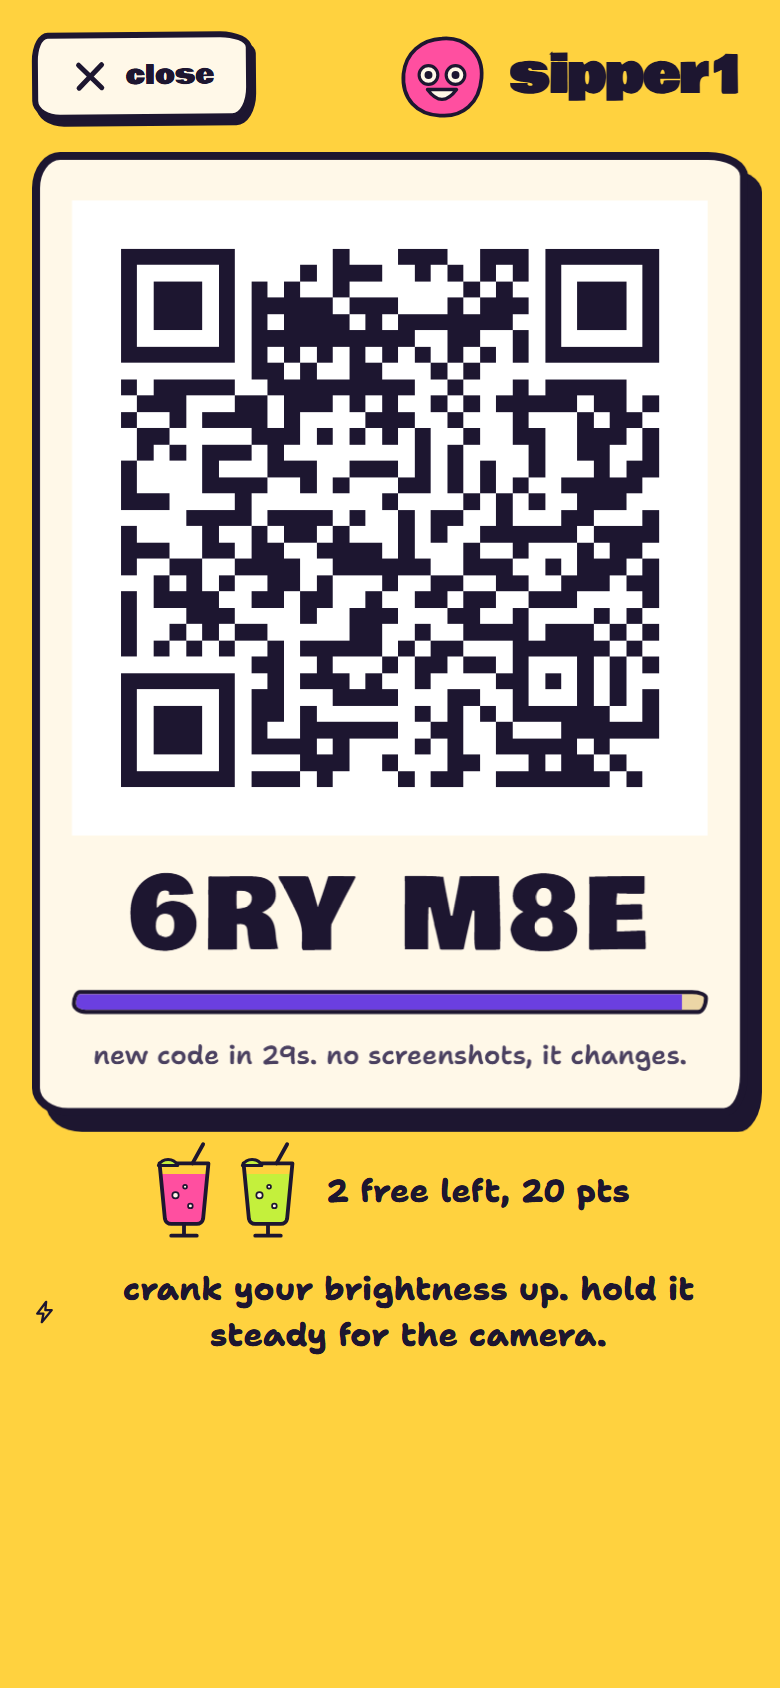 close
sipper1
6RY M8E
new code in 29s. no screenshots, it changes.
2 free left, 20 pts
crank your brightness up. hold it
steady for the camera.